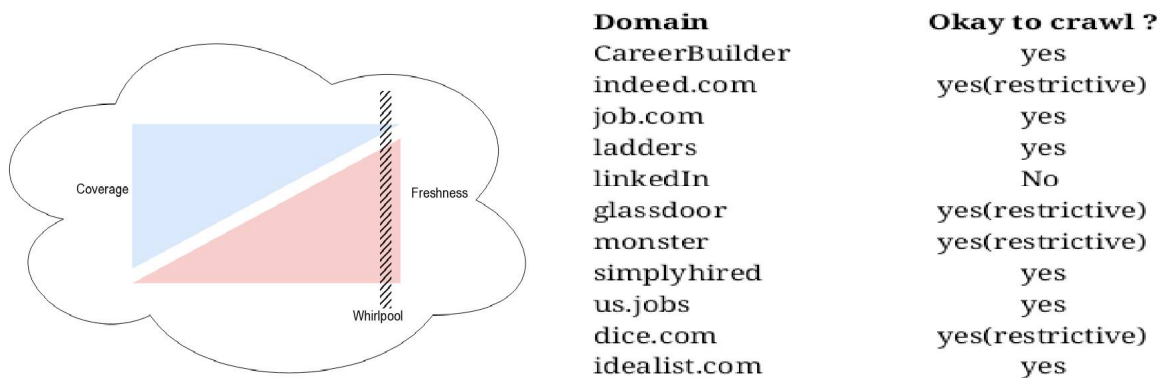 Coverage
Freshness
Whirlpool
Domain Okay to crawl ?
CareerBuilder yes
indeed.com yes(restrictive)
job.com yes
ladders yes
linkedIn No
glassdoor yes(restrictive)
monster yes(restrictive)
simplyhired yes
us.jobs yes
dice.com yes(restrictive)
idealist.com yes